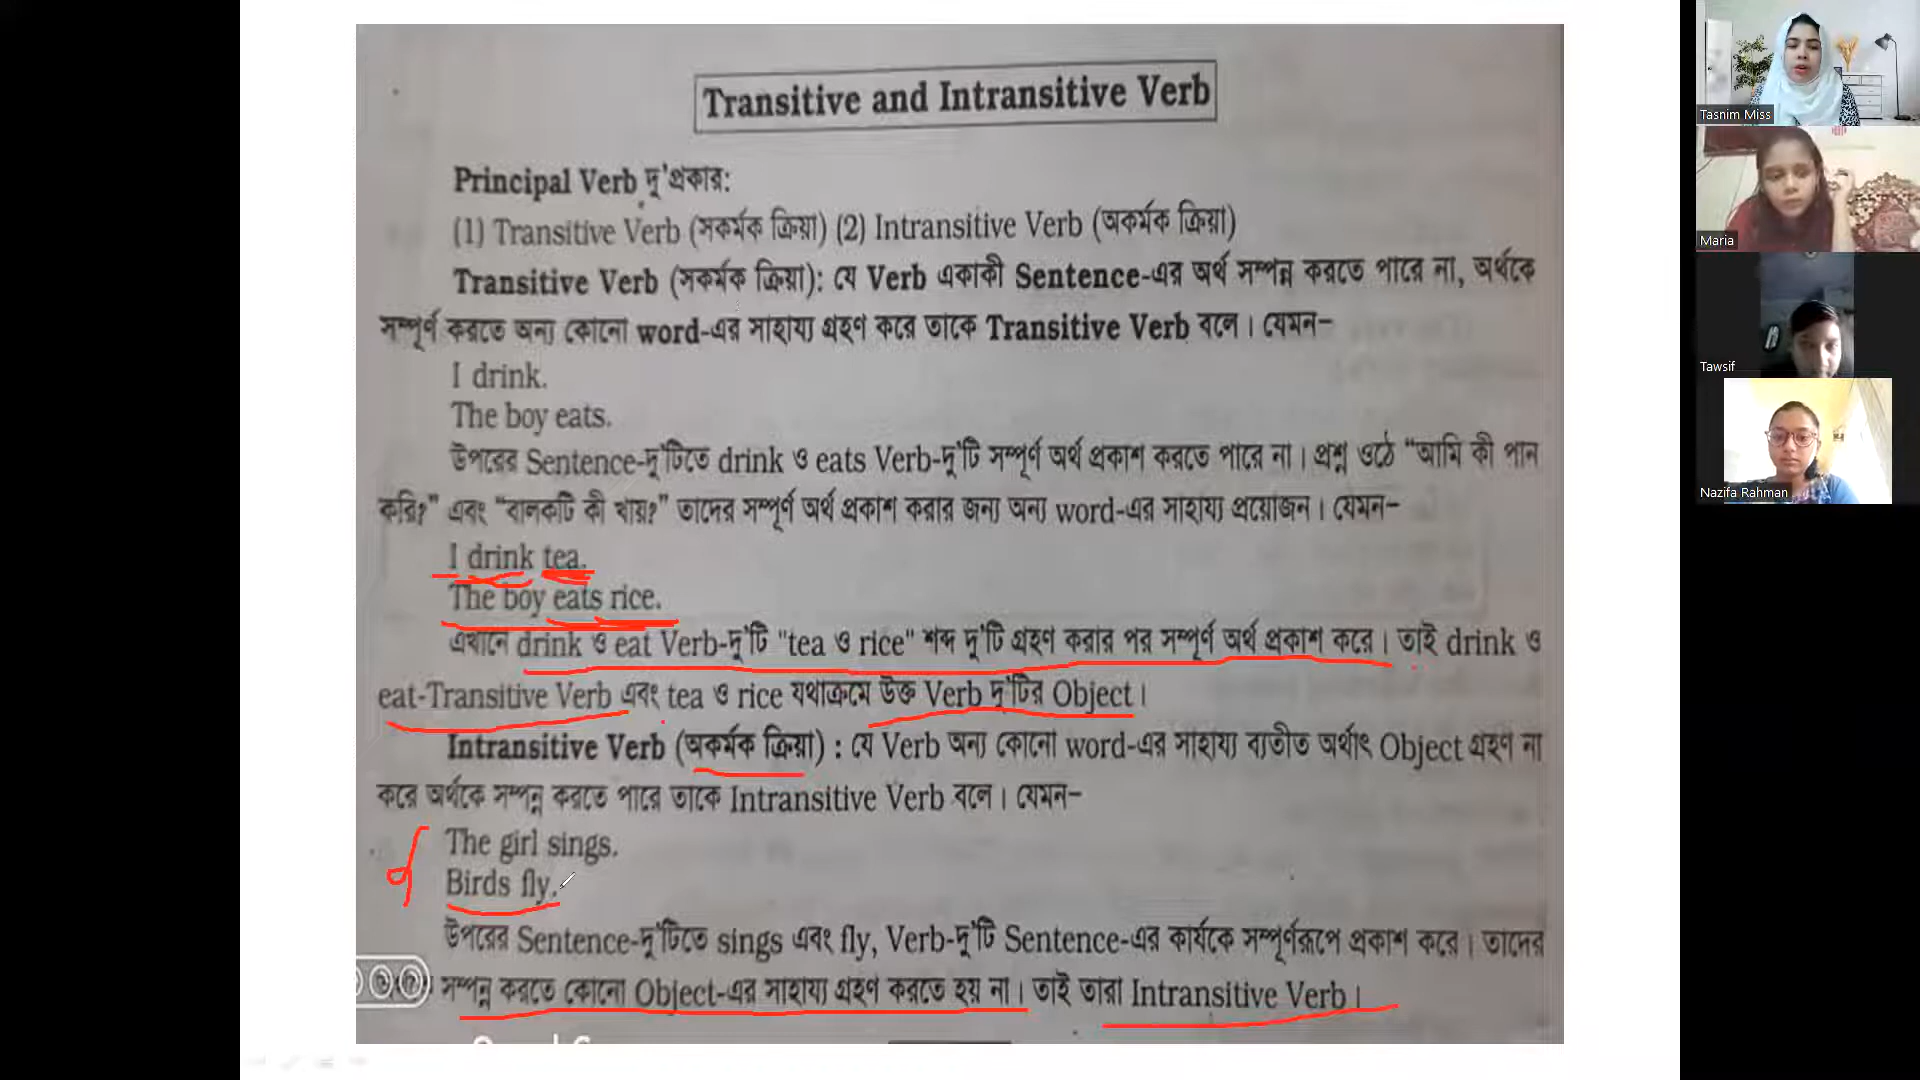 Transitive and Intransitive Verb
Principal Verb দু'প্রকার:
(1) Transitive Verb (সকর্মক ক্রিয়া) (2) Intransitive Verb (অকর্মক ক্রিয়া)
Transitive Verb (সকর্মক ক্রিয়া): যে Verb একাকী Sentence-এর অর্থ সম্পন্ন করতে পারে না, অর্থকে
সম্পূর্ণ করতে অন্য কোনো word-এর সাহায্য গ্রহণ করে তাকে Transitive Verb বলে। যেমন–
I drink.
The boy eats.
উপরের Sentence-দু'টিতে drink ও eats Verb-দু'টি সম্পূর্ণ অর্থ প্রকাশ করতে পারে না। প্রশ্ন ওঠে “আমি কী পান
করি?” এবং “বালকটি কী খায়?” তাদের সম্পূর্ণ অর্থ প্রকাশ করার জন্য অন্য word-এর সাহায্য প্রয়োজন। যেমন–
I drink tea.
The boy eats rice.
এখানে drink ও eat Verb-দু'টি "tea ও rice" শব্দ দু'টি গ্রহণ করার পর সম্পূর্ণ অর্থ প্রকাশ করে। তাই drink ও
eat-Transitive Verb এবং tea ও rice যথাক্রমে উক্ত Verb দু'টির Object।
Intransitive Verb (অকর্মক ক্রিয়া) : যে Verb অন্য কোনো word-এর সাহায্য ব্যতীত অর্থাৎ Object গ্রহণ না
করে অর্থকে সম্পন্ন করতে পারে তাকে Intransitive Verb বলে। যেমন–
The girl sings.
Birds fly.
উপরের Sentence-দু'টিতে sings এবং fly, Verb-দু'টি Sentence-এর কার্যকে সম্পূর্ণরূপে প্রকাশ করে। তাদের
সম্পন্ন করতে কোনো Object-এর সাহায্য গ্রহণ করতে হয় না। তাই তারা Intransitive Verb।
Tasnim Miss
Maria
Tawsif
Nazifa Rahman